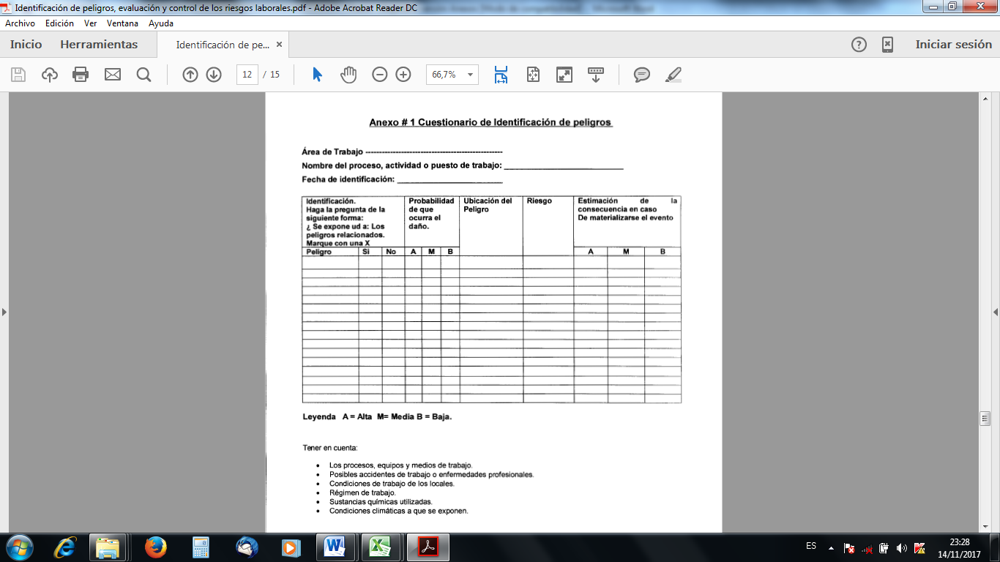 Identificación de peligros, evaluación y control de los riesgos laborales.pdf - Adobe Acrobat Reader DC
Archivo Edición Ver Ventana Ayuda
Inicio Herramientas Identificación de pe... × Iniciar sesión
12 / 15 66,7%
Anexo # 1 Cuestionario de Identificación de peligros
Área de Trabajo --------------------------------------------------
Nombre del proceso, actividad o puesto de trabajo: ___________________________
Fecha de identificación: ________________________
Identificación.
Haga la pregunta de la
siguiente forma:
¿ Se expone ud a: Los
peligros relacionados.
Marque con una X
Probabilidad
de que
ocurra el
daño.
Ubicación del
Peligro
Riesgo
Estimación de la
consecuencia en caso
De materializarse el evento
Peligro Si No A M B A M B
Leyenda A = Alta M= Media B = Baja.
Tener en cuenta:
• Los procesos, equipos y medios de trabajo.
• Posibles accidentes de trabajo o enfermedades profesionales.
• Condiciones de trabajo de los locales.
• Régimen de trabajo.
• Sustancias químicas utilizadas.
• Condiciones climáticas a que se exponen.
ES
23:28
14/11/2017